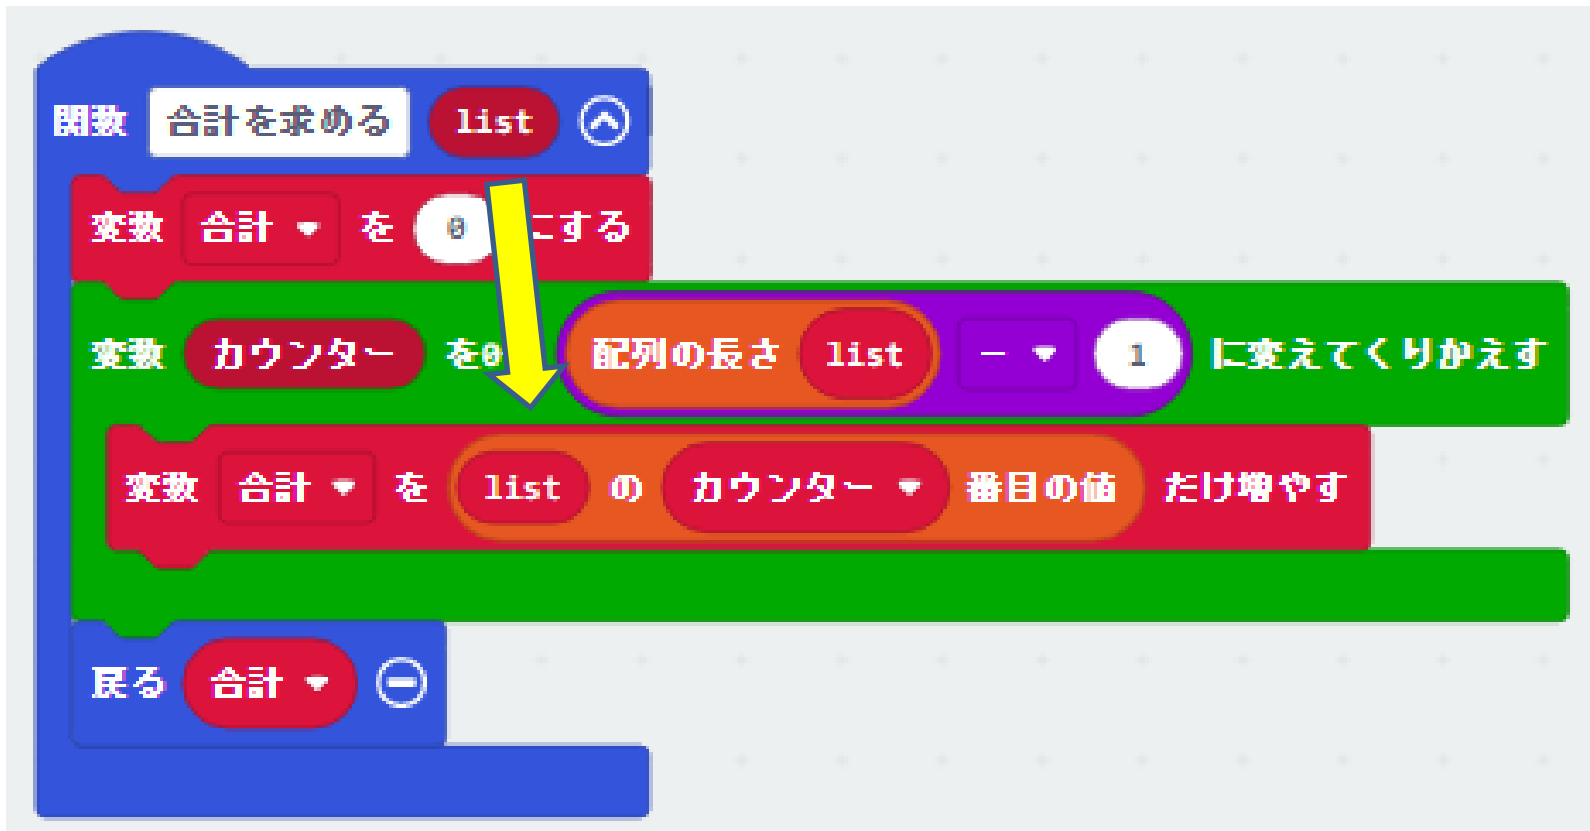 関数 合計を求める list
変数 合計 を 0 にする
変数 カウンター を0 配列の長さ list - 1 に変えてくりかえす
変数 合計 を list の カウンター 番目の値 だけ増やす
戻る 合計